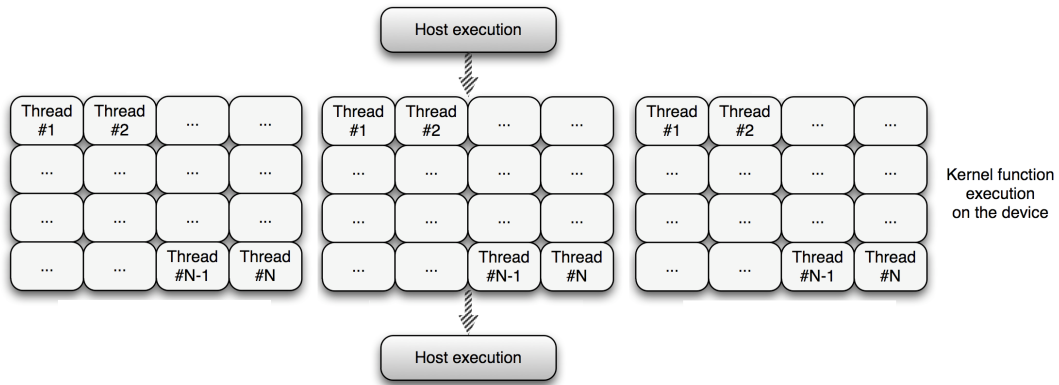 Host execution
Thread #1 Thread #2 ... ...
... ... ... ...
... ... ... ...
... ... Thread #N-1 Thread #N
Thread #1 Thread #2 ... ...
... ... ... ...
... ... ... ...
... ... Thread #N-1 Thread #N
Thread #1 Thread #2 ... ...
... ... ... ...
... ... ... ...
... ... Thread #N-1 Thread #N
Kernel function
execution
on the device
Host execution